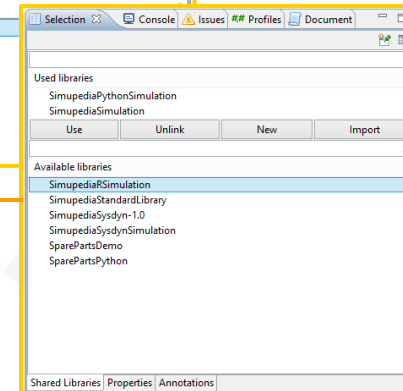 Selection Console Issues ## Profiles Document
Used libraries
SimupediaPythonSimulation
SimupediaSimulation
Use Unlink New Import
Available libraries
SimupediaRSimulation
SimupediaStandardLibrary
SimupediaSysdyn-1.0
SimupediaSysdynSimulation
SparePartsDemo
SparePartsPython
Shared Libraries Properties Annotations